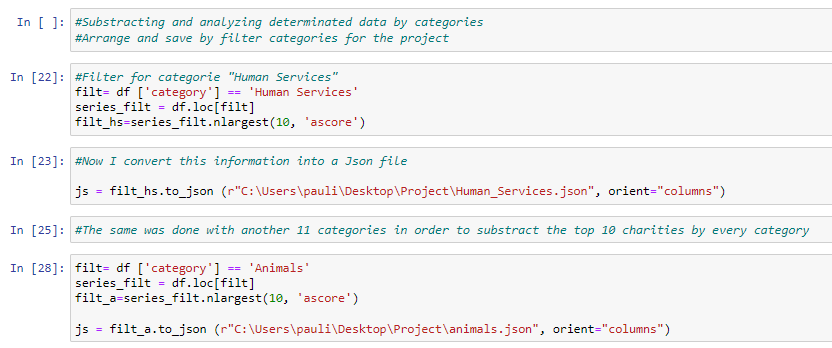 In [ ]: #Substracting and analyzing determinated data by categories
#Arrange and save by filter categories for the project
In [22]: #Filter for categorie "Human Services"
filt= df ['category'] == 'Human Services'
series_filt = df.loc[filt]
filt_hs=series_filt.nlargest(10, 'ascore')
In [23]: #Now I convert this information into a Json file
js = filt_hs.to_json (r"C:\Users\pauli\Desktop\Project\Human_Services.json", orient="columns")
In [25]: #The same was done with another 11 categories in order to substract the top 10 charities by every category
In [28]: filt= df ['category'] == 'Animals'
series_filt = df.loc[filt]
filt_a=series_filt.nlargest(10, 'ascore')
js = filt_a.to_json (r"C:\Users\pauli\Desktop\Project\animals.json", orient="columns")